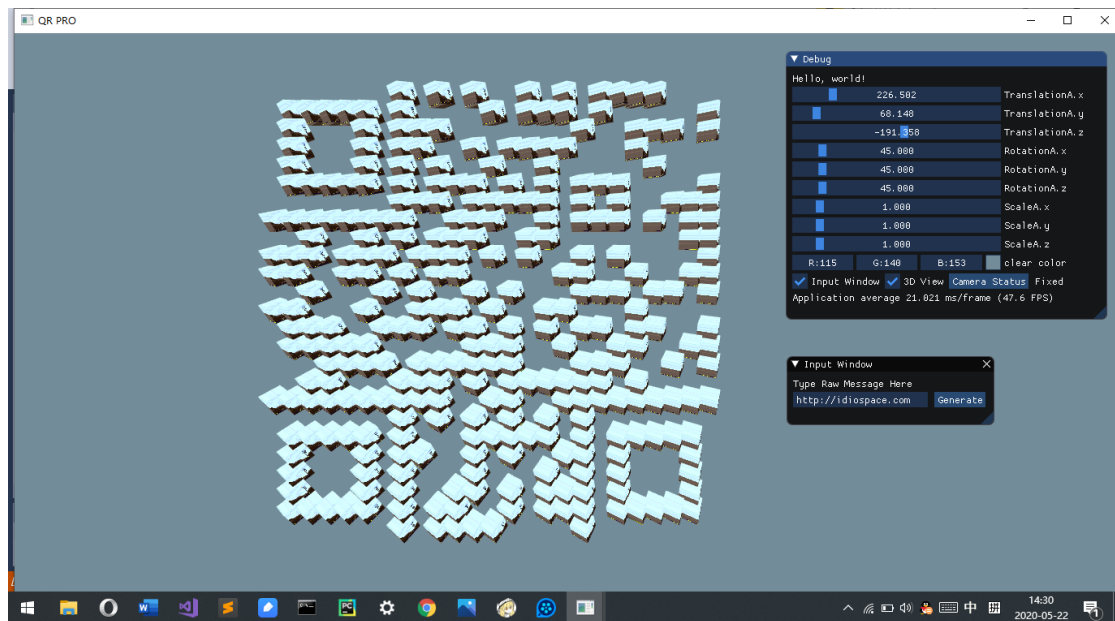 QR PRO
Debug
Hello, world!
226.502 TranslationA.x
68.148 TranslationA.y
-191.358 TranslationA.z
45.000 RotationA.x
45.000 RotationA.y
45.000 RotationA.z
1.000 ScaleA.x
1.000 ScaleA.y
1.000 ScaleA.z
R:115 G:140 B:153 clear color
Input Window 3D View Camera Status Fixed
Application average 21.021 ms/frame (47.6 FPS)
Input Window
Type Raw Message Here
http://idiospace.com Generate
中
14:30
2020-05-22